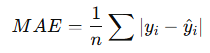 MAE = \frac{1}{n} \sum |y_i - \hat{y}_i|